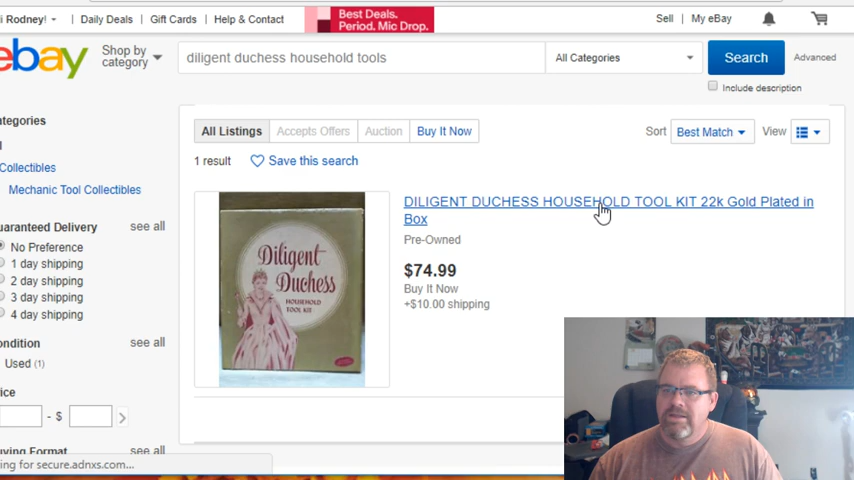 i Rodney!
Daily Deals
Gift Cards
Help & Contact
Best Deals.
Period. Mic Drop.
Sell
My eBay
ebay
Shop by
category
diligent duchess household tools
All Categories
Search
Advanced
Include description
ategories
All Listings
Accepts Offers
Auction
Buy It Now
Sort
Best Match
View
1 result
Save this search
Collectibles
Mechanic Tool Collectibles
uaranteed Delivery
see all
No Preference
1 day shipping
2 day shipping
3 day shipping
4 day shipping
ondition
see all
Used (1)
rice
- $
uying Format
see all
ng for secure.adnxs.com...
Diligent
Duchess
HOUSEHOLD
TOOL KIT
DILIGENT DUCHESS HOUSEHOLD TOOL KIT 22k Gold Plated in
Box
Pre-Owned
$74.99
Buy It Now
+$10.00 shipping